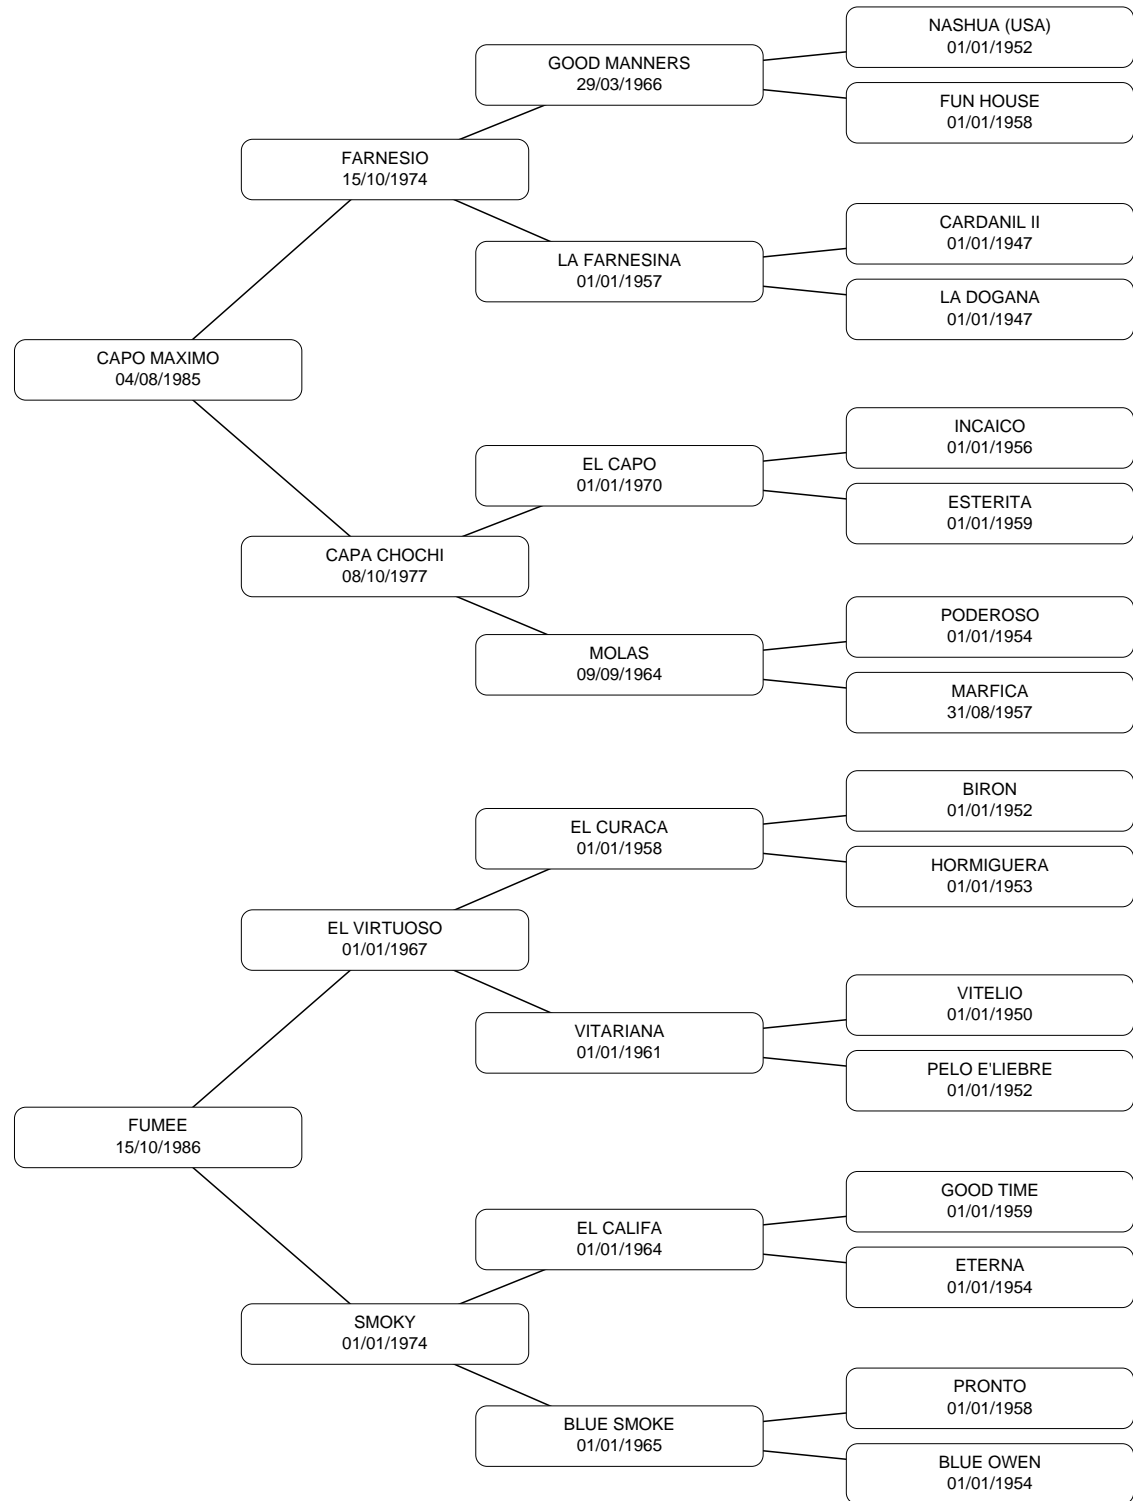 NASHUA (USA)
01/01/1952
GOOD MANNERS
29/03/1966
FUN HOUSE
01/01/1958
FARNESIO
15/10/1974
CARDANIL II
01/01/1947
LA FARNESINA
01/01/1957
LA DOGANA
01/01/1947
CAPO MAXIMO
04/08/1985
INCAICO
01/01/1956
EL CAPO
01/01/1970
ESTERITA
01/01/1959
CAPA CHOCHI
08/10/1977
PODEROSO
01/01/1954
MOLAS
09/09/1964
MARFICA
31/08/1957
BIRON
01/01/1952
EL CURACA
01/01/1958
HORMIGUERA
01/01/1953
EL VIRTUOSO
01/01/1967
VITELIO
01/01/1950
VITARIANA
01/01/1961
PELO E'LIEBRE
01/01/1952
FUMEE
15/10/1986
GOOD TIME
01/01/1959
EL CALIFA
01/01/1964
ETERNA
01/01/1954
SMOKY
01/01/1974
PRONTO
01/01/1958
BLUE SMOKE
01/01/1965
BLUE OWEN
01/01/1954